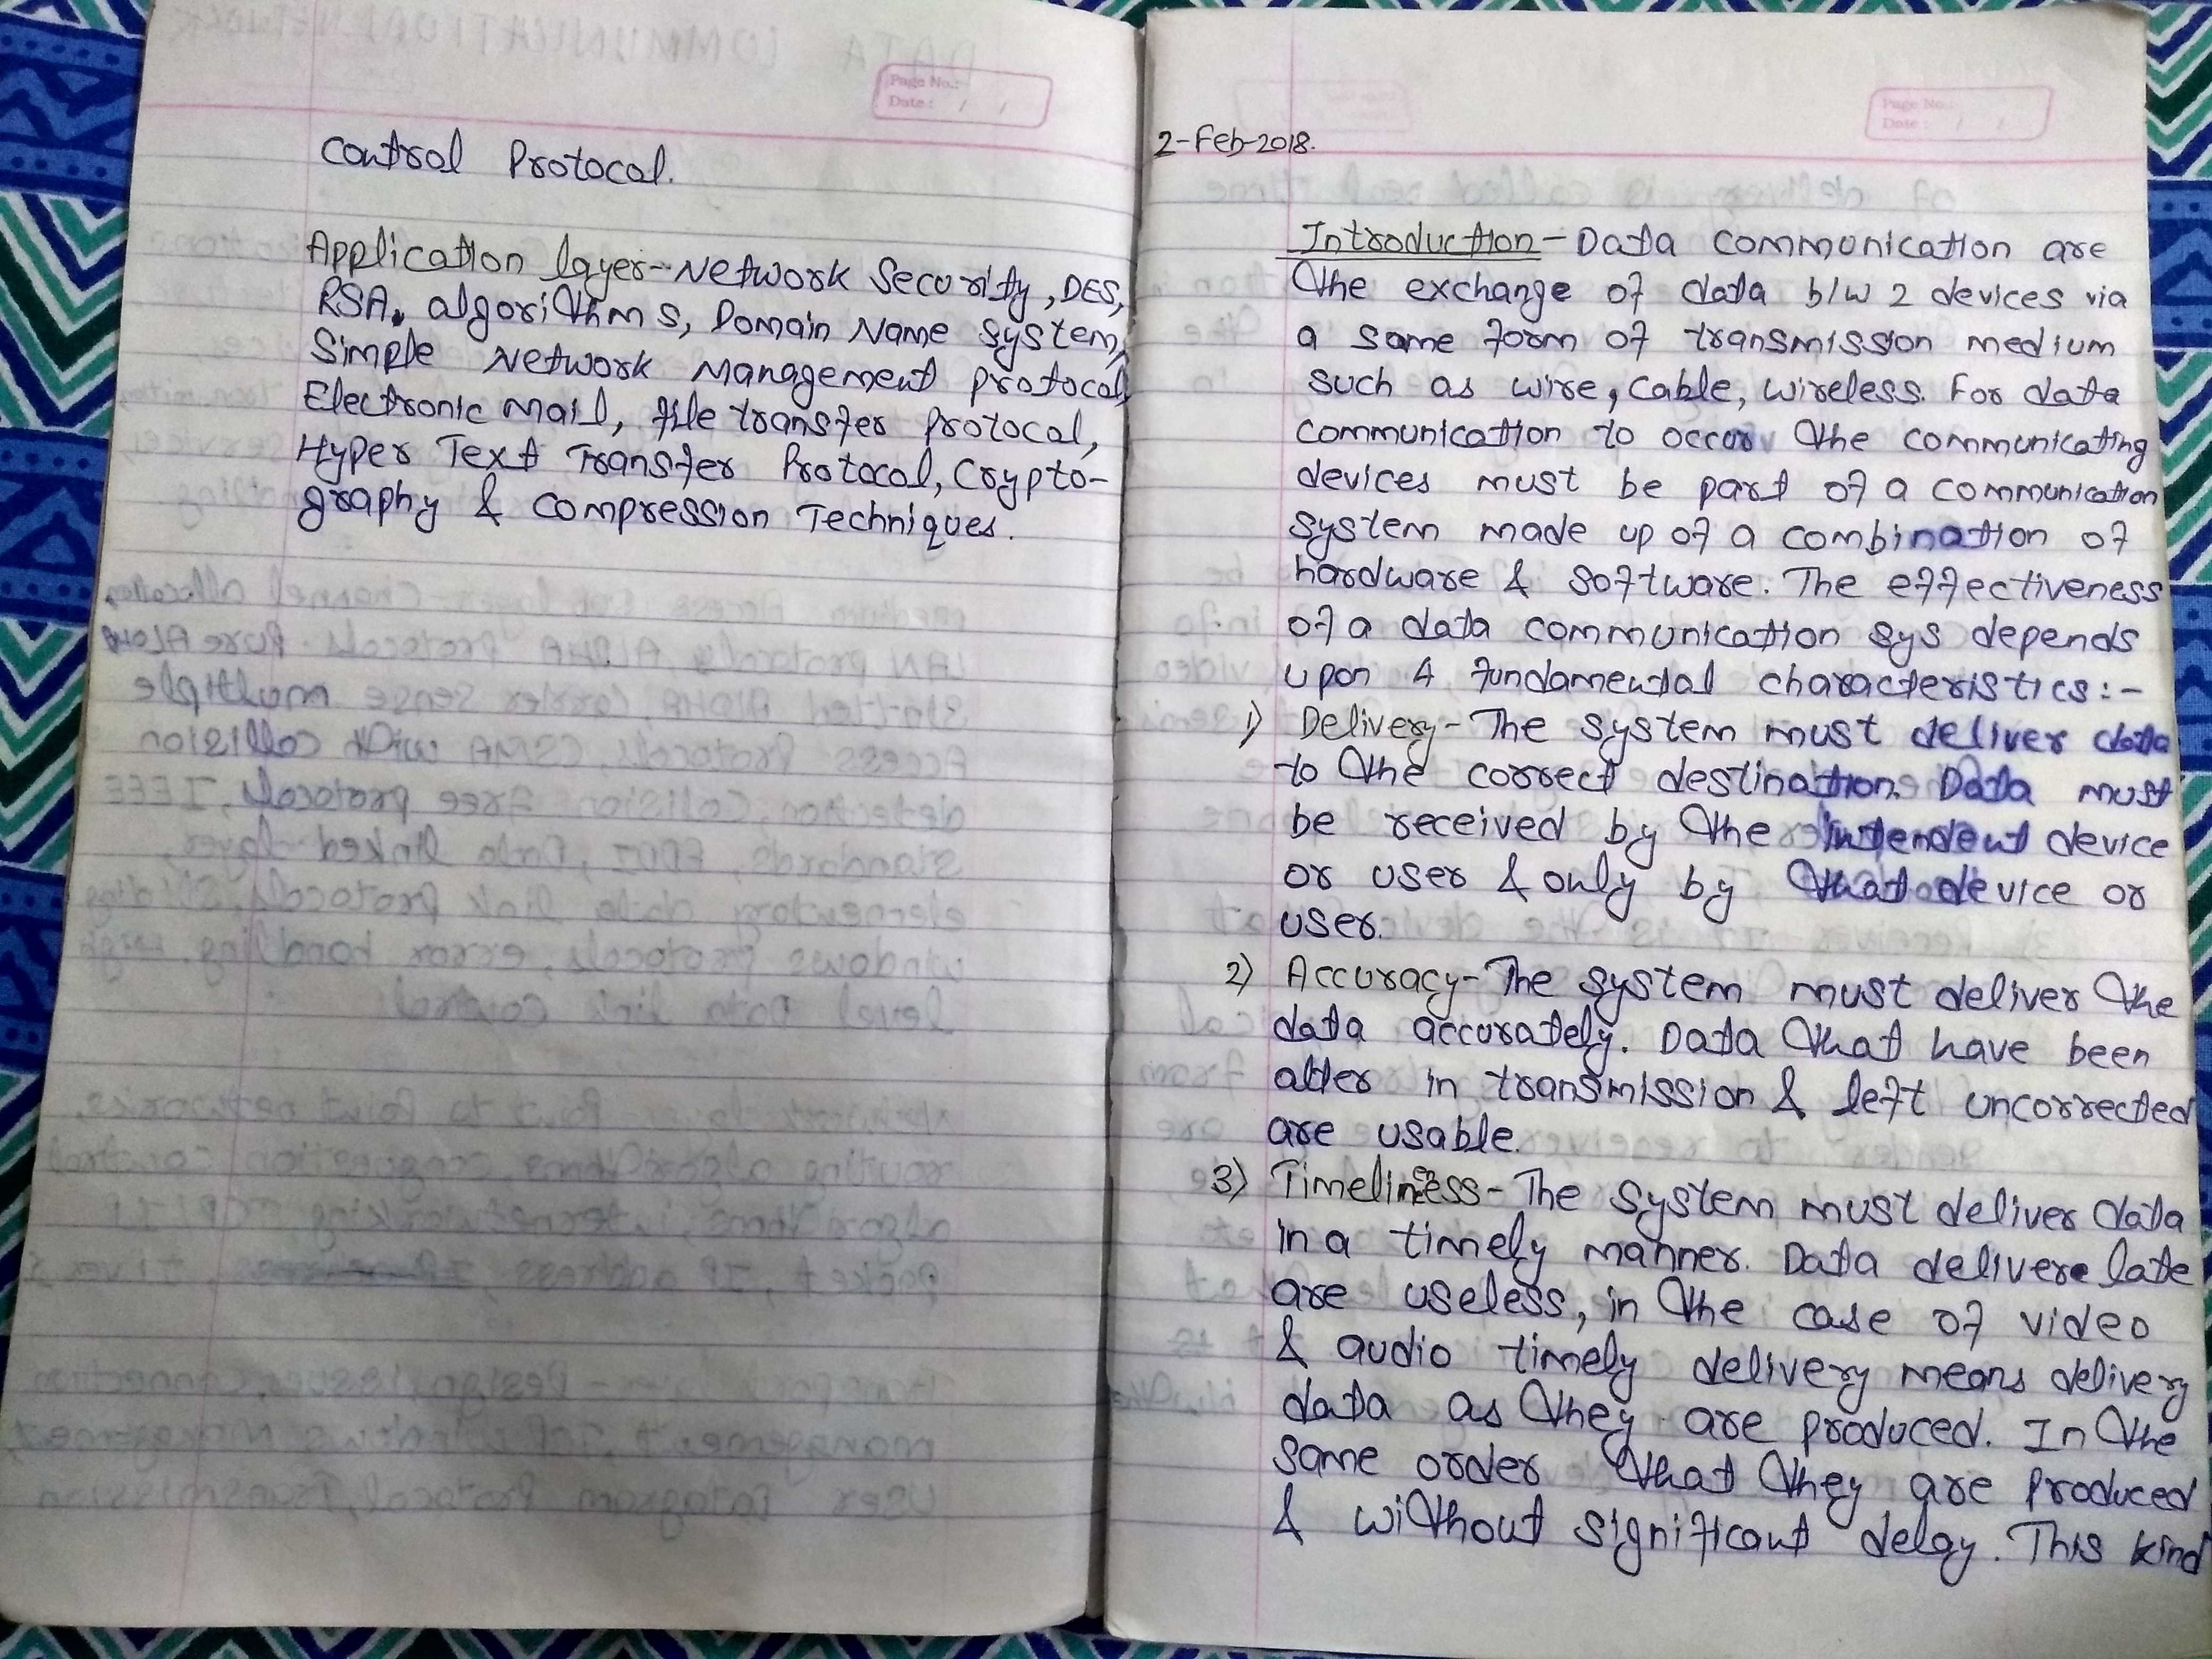 Page No.:
Date: / /
Control Protocal.
Application layer- Network Security, DES,
RSA, algorithms, Domain Name System,
Simple Network Management protocol,
Electronic Mail, file transfer protocal,
Hyper Text Transfer Protocal, Crypto-
graphy & compression Techniques.
Page No.:
Date: / /
2-Feb-2018.
Introduction- Data communication are
the exchange of data b/w 2 devices via
a same form of transmission medium
such as wire, cable, wireless. For data
communication to occur the communicating
devices must be part of a communication
system made up of a combination of
hardware & software. The effectiveness
of a data communication sys depends
upon 4 fundamental characteristics:-
1) Delivery- The system must deliver data
to the correct destination. Data must
be received by the intendent device
or user & only by that device or
user.
2) Accuracy- The system must deliver the
data accurately. Data that have been
alter in transmission & left uncorrected
are usable.
3) Timeliness- The system must deliver data
in a timely manner. Data delivere late
are useless, in the case of video
& audio timely delivery means delivery
data as they are produced. In the
same order that they are produced
& without significant delay. This kind